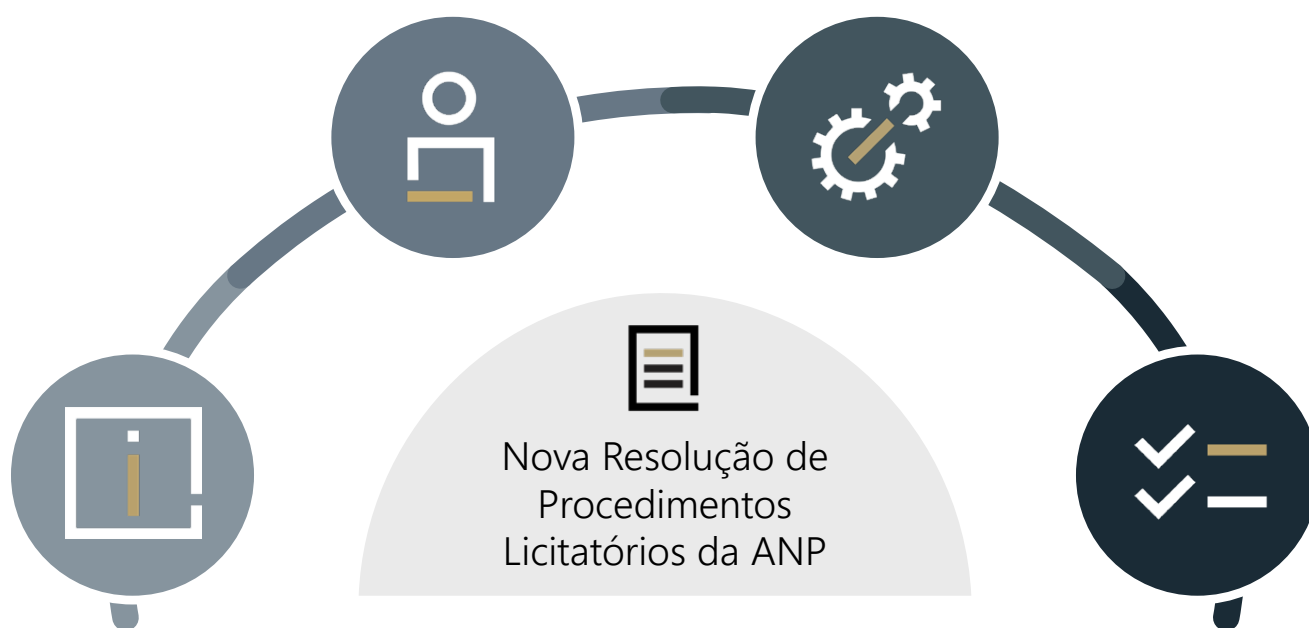 Nova Resolução de
Procedimentos
Licitatórios da ANP